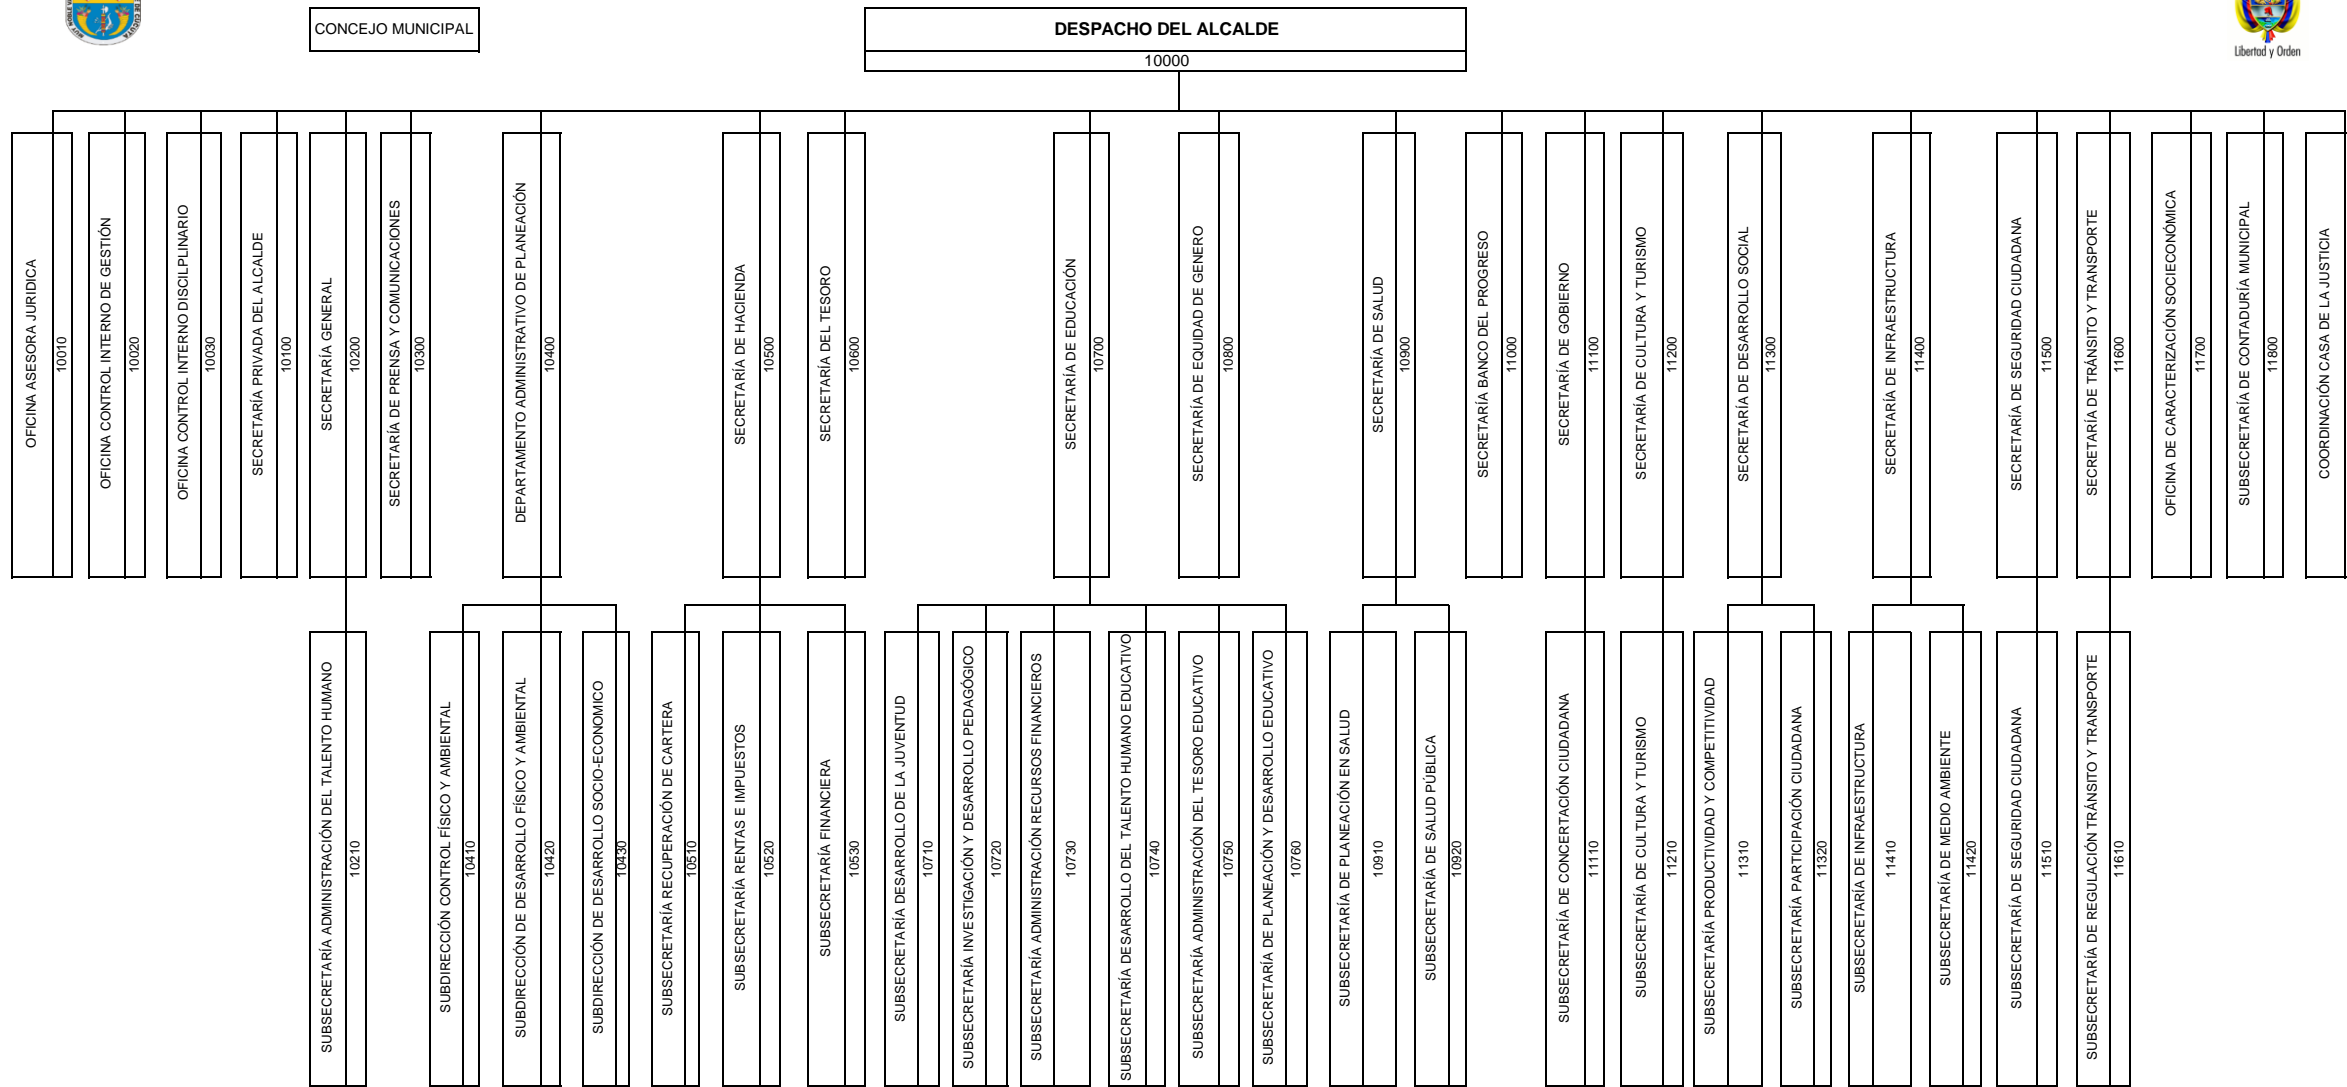 CONCEJO MUNICIPAL
DESPACHO DEL ALCALDE
10000
Libertad y Orden
OFICINA ASESORA JURIDICA
10010
OFICINA CONTROL INTERNO DE GESTIÓN
10020
OFICINA CONTROL INTERNO DISCILPLINARIO
10030
SECRETARÍA PRIVADA DEL ALCALDE
10100
SECRETARÍA GENERAL
10200
SECRETARÍA DE PRENSA Y COMUNICACIONES
10300
DEPARTAMENTO ADMINISTRATIVO DE PLANEACIÓN
10400
SECRETARÍA DE HACIENDA
10500
SECRETARÍA DEL TESORO
10600
SECRETARÍA DE EDUCACIÓN
10700
SECRETARÍA DE EQUIDAD DE GENERO
10800
SECRETARÍA DE SALUD
10900
SECRETARÍA BANCO DEL PROGRESO
11000
SECRETARÍA DE GOBIERNO
11100
SECRETARÍA DE CULTURA Y TURISMO
11200
SECRETARÍA DE DESARROLLO SOCIAL
11300
SECRETARÍA DE INFRAESTRUCTURA
11400
SECRETARÍA DE SEGURIDAD CIUDADANA
11500
SECRETARÍA DE TRÁNSITO Y TRANSPORTE
11600
OFICINA DE CARACTERIZACIÓN SOCIECONÓMICA
11700
SUBSECRETARÍA DE CONTADURÍA MUNICIPAL
11800
COORDINACIÓN CASA DE LA JUSTICIA
SUBSECRETARÍA ADMINISTRACIÓN DEL TALENTO HUMANO
10210
SUBDIRECCIÓN CONTROL FÍSICO Y AMBIENTAL
10410
SUBDIRECCIÓN DE DESARROLLO FÍSICO Y AMBIENTAL
10420
SUBDIRECCIÓN DE DESARROLLO SOCIO-ECONOMICO
10430
SUBSECRETARÍA RECUPERACIÓN DE CARTERA
10510
SUBSECRETARÍA RENTAS E IMPUESTOS
10520
SUBSECRETARÍA FINANCIERA
10530
SUBSECRETARÍA DESARROLLO DE LA JUVENTUD
10710
SUBSECRETARÍA INVESTIGACIÓN Y DESARROLLO PEDAGÓGICO
10720
SUBSECRETARÍA ADMINISTRACIÓN RECURSOS FINANCIEROS
10730
SUBSECRETARÍA DESARROLLO DEL TALENTO HUMANO EDUCATIVO
10740
SUBSECRETARÍA ADMINISTRACIÓN DEL TESORO EDUCATIVO
10750
SUBSECRETARÍA DE PLANEACIÓN Y DESARROLLO EDUCATIVO
10760
SUBSECRETARÍA DE PLANEACIÓN EN SALUD
10910
SUBSECRETARÍA DE SALUD PÚBLICA
10920
SUBSECRETARÍA DE CONCERTACIÓN CIUDADANA
11110
SUBSECRETARÍA DE CULTURA Y TURISMO
11210
SUBSECRETARÍA PRODUCTIVIDAD Y COMPETITIVIDAD
11310
SUBSECRETARÍA PARTICIPACIÓN CIUDADANA
11320
SUBSECRETARÍA DE INFRAESTRUCTURA
11410
SUBSECRETARÍA DE MEDIO AMBIENTE
11420
SUBSECRETARÍA DE SEGURIDAD CIUDADANA
11510
SUBSECRETARÍA DE REGULACIÓN TRÁNSITO Y TRANSPORTE
11610